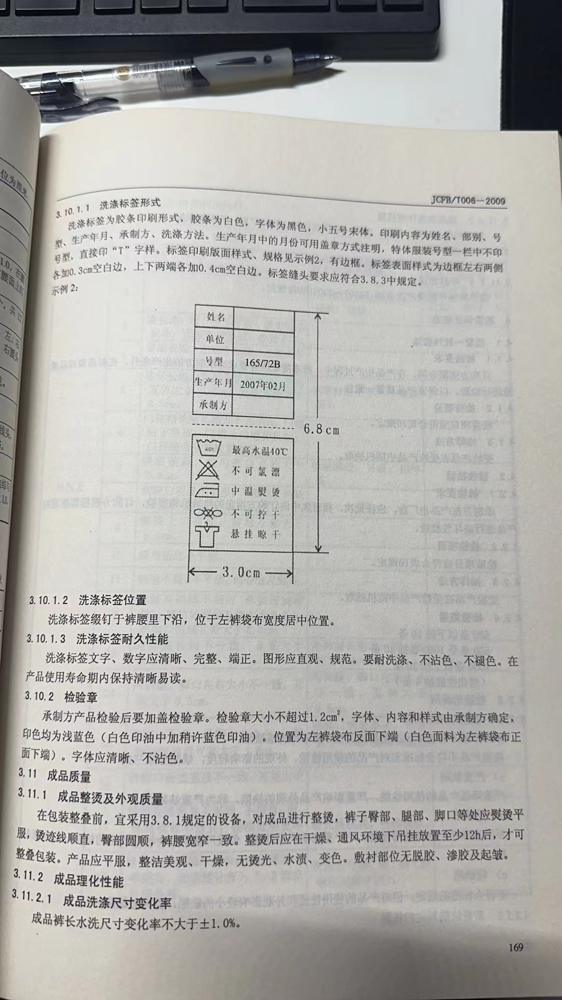 位为厘米
JCFB/T006—2009
3.10.1.1 洗涤标签形式
洗涤标签为胶条印刷形式，胶条为白色，字体为黑色，小五号宋体。印刷内容为姓名、部别、号
型、生产年月、承制方、洗涤方法。生产年月中的月份可用盖章方式注明，特体服装号型一栏中不印
号型，直接印“T”字样。标签印刷版面样式、规格见示例2，有边框。标签表面样式为边框左右两侧
各加0.3cm空白边，上下两端各加0.4cm空白边。标签缝头要求应符合3.8.3中规定。
示例2：
姓名
单位
号型 165/72B
生产年月 2007年02月
承制方
6.8cm
最高水温40℃
不可氯漂
中温熨烫
不可拧干
悬挂晾干
3.0cm
3.10.1.2 洗涤标签位置
洗涤标签缀钉于裤腰里下沿，位于左裤袋布宽度居中位置。
3.10.1.3 洗涤标签耐久性能
洗涤标签文字、数字应清晰、完整、端正。图形应直观、规范。要耐洗涤、不沾色、不褪色。在
产品使用寿命期内保持清晰易读。
3.10.2 检验章
承制方产品检验后要加盖检验章。检验章大小不超过1.2cm²，字体、内容和样式由承制方确定，
印色均为浅蓝色（白色印油中加稍许蓝色印油）。位置为左裤袋布反面下端（白色面料为左裤袋布正
面下端）。字体应清晰、不沾色。
3.11 成品质量
3.11.1 成品整烫及外观质量
在包装整叠前，宜采用3.8.1规定的设备，对成品进行整烫，裤子臀部、腿部、脚口等处应熨烫平
服，烫迹线顺直，臀部圆顺，裤腰宽窄一致。整烫后应在干燥、通风环境下吊挂放置至少12h后，才可
整叠包装。产品应平服，整洁美观、干燥，无烫光、水渍、变色。敷衬部位无脱胶、渗胶及起皱。
3.11.2 成品理化性能
3.11.2.1 成品洗涤尺寸变化率
成品裤长水洗尺寸变化率不大于±1.0%。
169